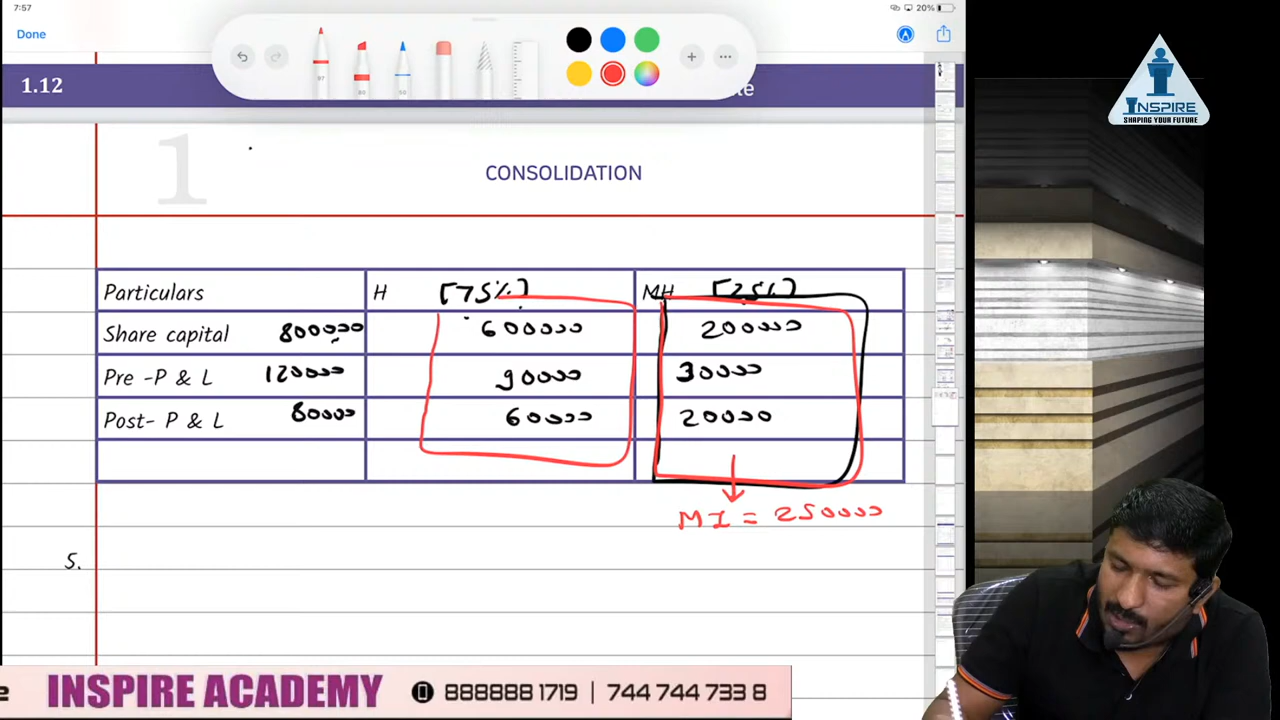 7:57
20%
Done
1.12
1
CONSOLIDATION
Particulars H [75%] MH [25%]
Share capital 800000 600000 200000
Pre -P & L 120000 90000 30000
Post- P & L 80000 60000 20000
MI = 250000
5.
INSPIRE ACADEMY 888888 1719 | 744 744 733 8
INSPIRE
SHAPING YOUR FUTURE